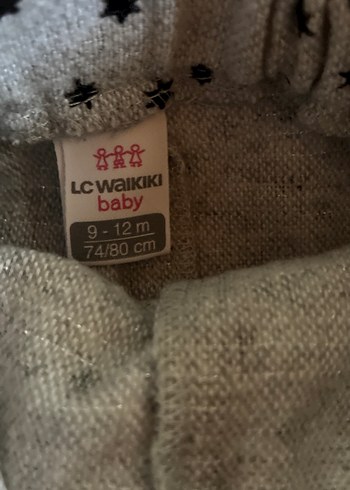 LC WAIKIKI
baby
9 - 12 m
74/80 cm